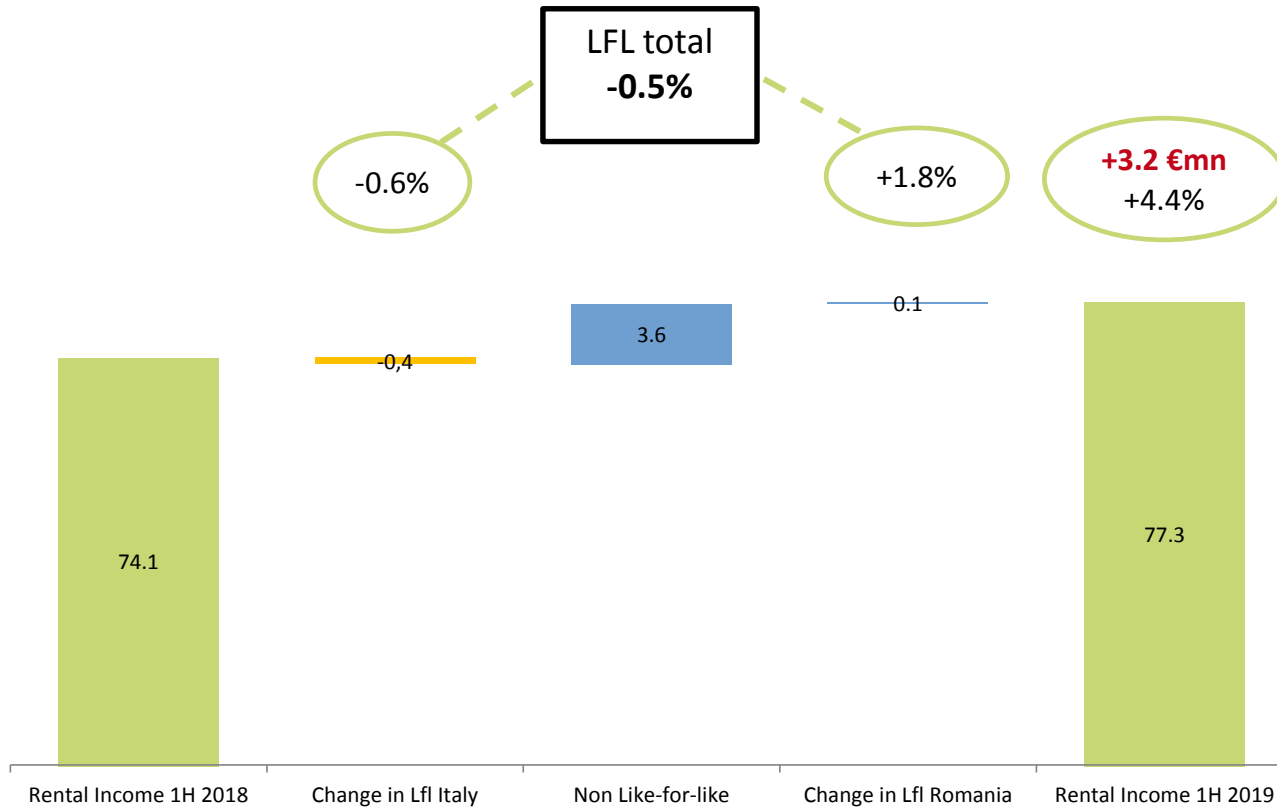 LFL total
-0.5%
-0.6%
+1.8%
+3.2 €mn
+4.4%
74.1
-0,4
3.6
0.1
77.3
Rental Income 1H 2018
Change in Lfl Italy
Non Like-for-like
Change in Lfl Romania
Rental Income 1H 2019